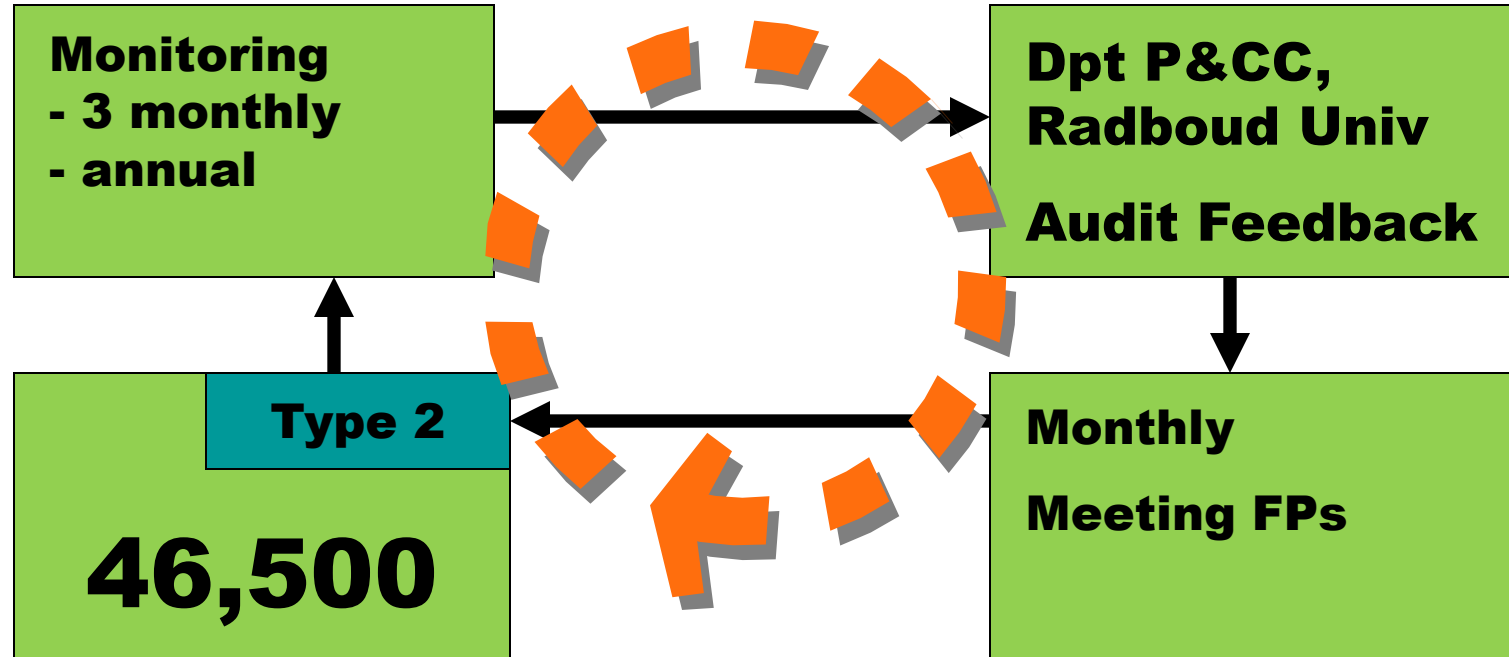 Monitoring
- 3 monthly
- annual
Dpt P&CC,
Radboud Univ
Audit Feedback
Type 2
46,500
Monthly
Meeting FPs